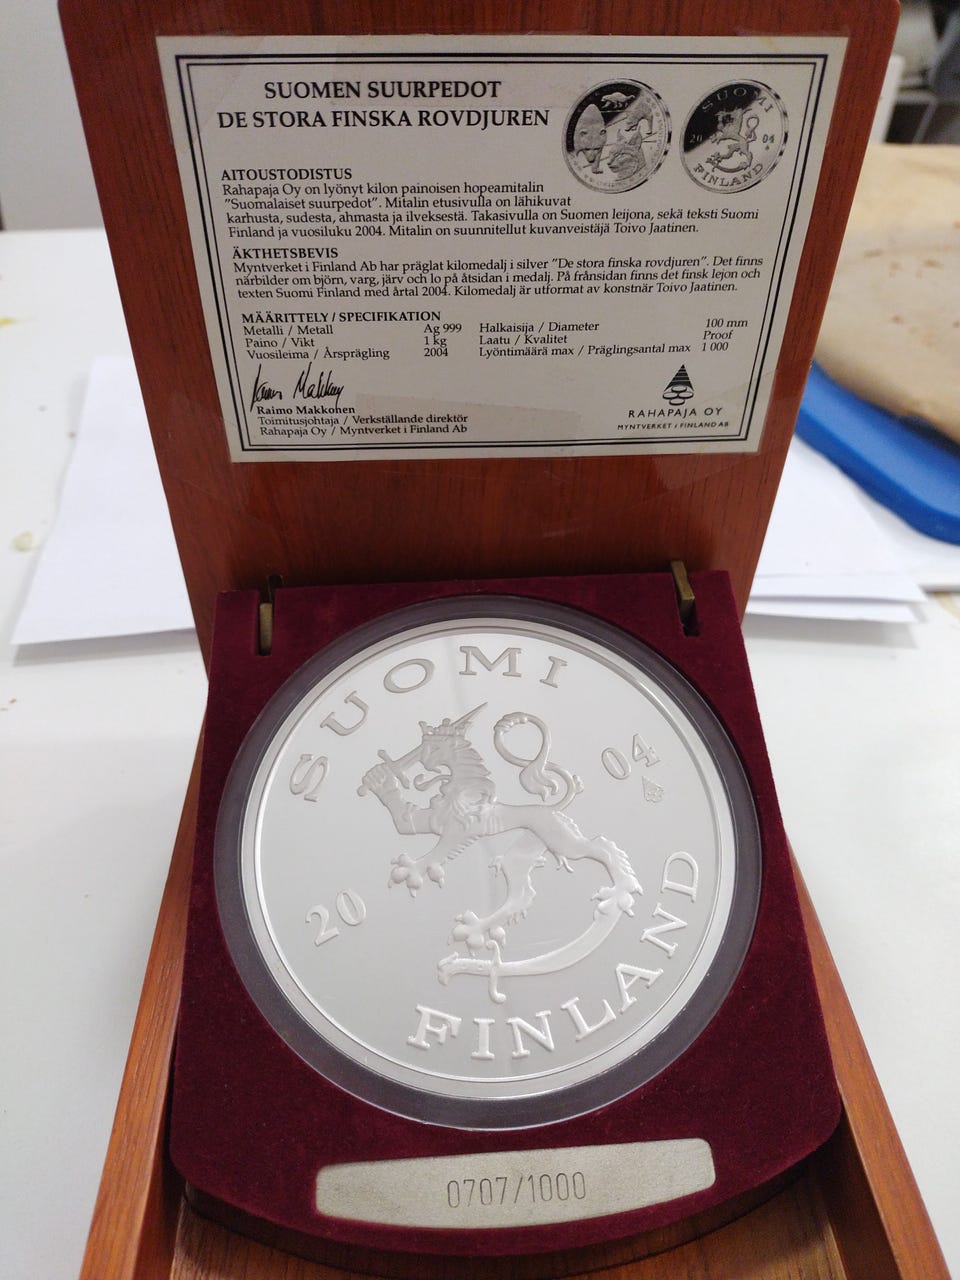 SUOMEN SUURPEDOT
DE STORA FINSKA ROVDJUREN
SUOMI
20 04
FINLAND
AITOUSTODISTUS
Rahapaja Oy on lyönyt kilon painoisen hopeamitalin
"Suomalaiset suurpedot". Mitalin etusivulla on lähikuvat
karhusta, sudesta, ahmasta ja ilveksestä. Takasivulla on Suomen leijona, sekä teksti Suomi
Finland ja vuosiluku 2004. Mitalin on suunnitellut kuvanveistäjä Toivo Jaatinen.
ÄKTHETSBEVIS
Myntverket i Finland Ab har präglat kilomedalj i silver "De stora finska rovdjuren". Det finns
närbilder om björn, varg, järv och lo på åtsidan i medalj. På frånsidan finns det finsk lejon och
texten Suomi Finland med årtal 2004. Kilomedalj är utformat av konstnär Toivo Jaatinen.
MÄÄRITTELY / SPECIFIKATION
Metalli / Metall Ag 999 Halkaisija / Diameter 100 mm
Paino / Vikt 1 kg Laatu / Kvalitet Proof
Vuosileima / Årsprägling 2004 Lyöntimäärä max / Präglingsantal max 1 000
Raimo Makkonen
Toimitusjohtaja / Verkställande direktör
Rahapaja Oy / Myntverket i Finland Ab
RAHAPAJA OY
MYNTVERKET I FINLAND AB
SUOMI
20 04
FINLAND
0707/1000